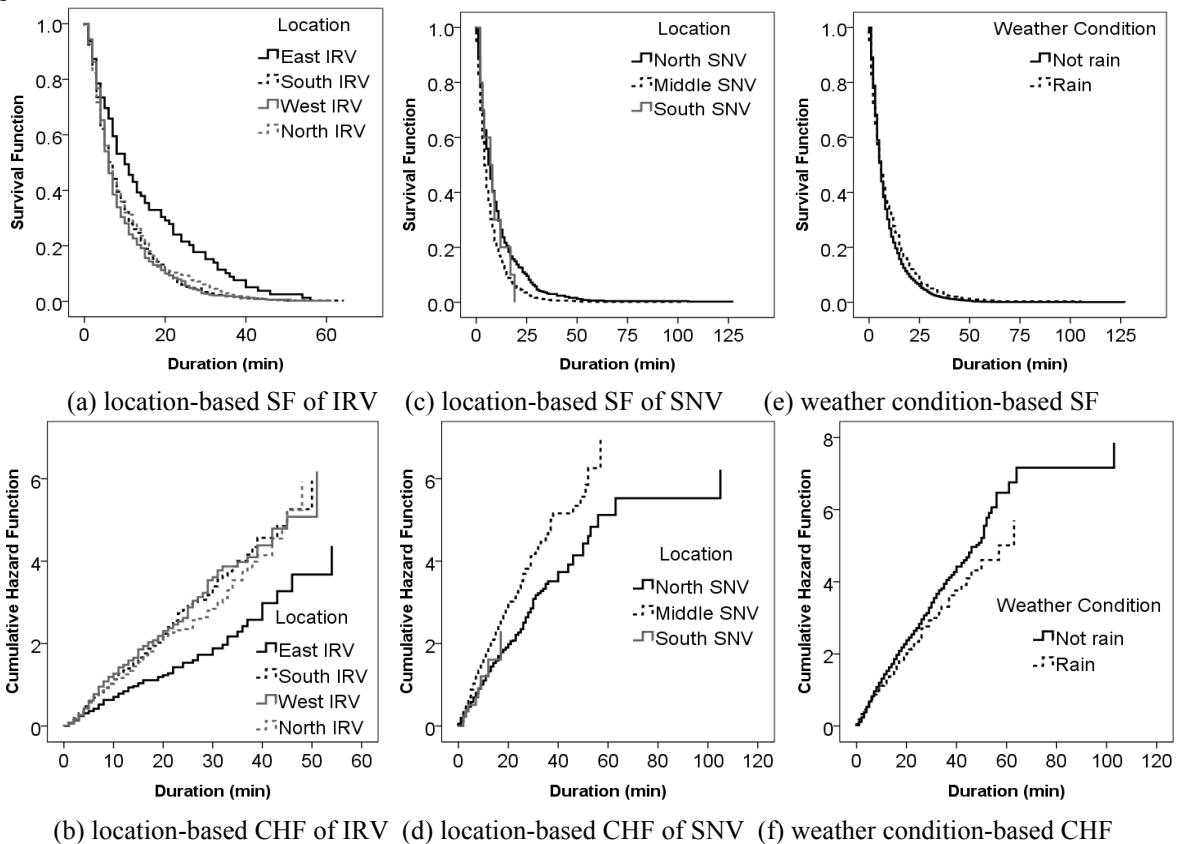 1.0
0.8
0.6
0.4
0.2
0.0
Survival Function
Location
East IRV
South IRV
West IRV
North IRV
0 20 40 60
Duration (min)
(a) location-based SF of IRV
1.0
0.8
0.6
0.4
0.2
0.0
Survival Function
Location
North SNV
Middle SNV
South SNV
0 25 50 75 100 125
Duration (min)
(c) location-based SF of SNV
1.0
0.8
0.6
0.4
0.2
0.0
Survival Function
Weather Condition
Not rain
Rain
0 25 50 75 100 125
Duration (min)
(e) weather condition-based SF
6
4
2
0
Cumulative Hazard Function
Location
East IRV
South IRV
West IRV
North IRV
0 10 20 30 40 50 60
Duration (min)
(b) location-based CHF of IRV
6
4
2
0
Cumulative Hazard Function
Location
North SNV
Middle SNV
South SNV
0 20 40 60 80 100 120
Duration (min)
(d) location-based CHF of SNV
8
6
4
2
0
Cumulative Hazard Function
Weather Condition
Not rain
Rain
0 20 40 60 80 100 120
Duration (min)
(f) weather condition-based CHF